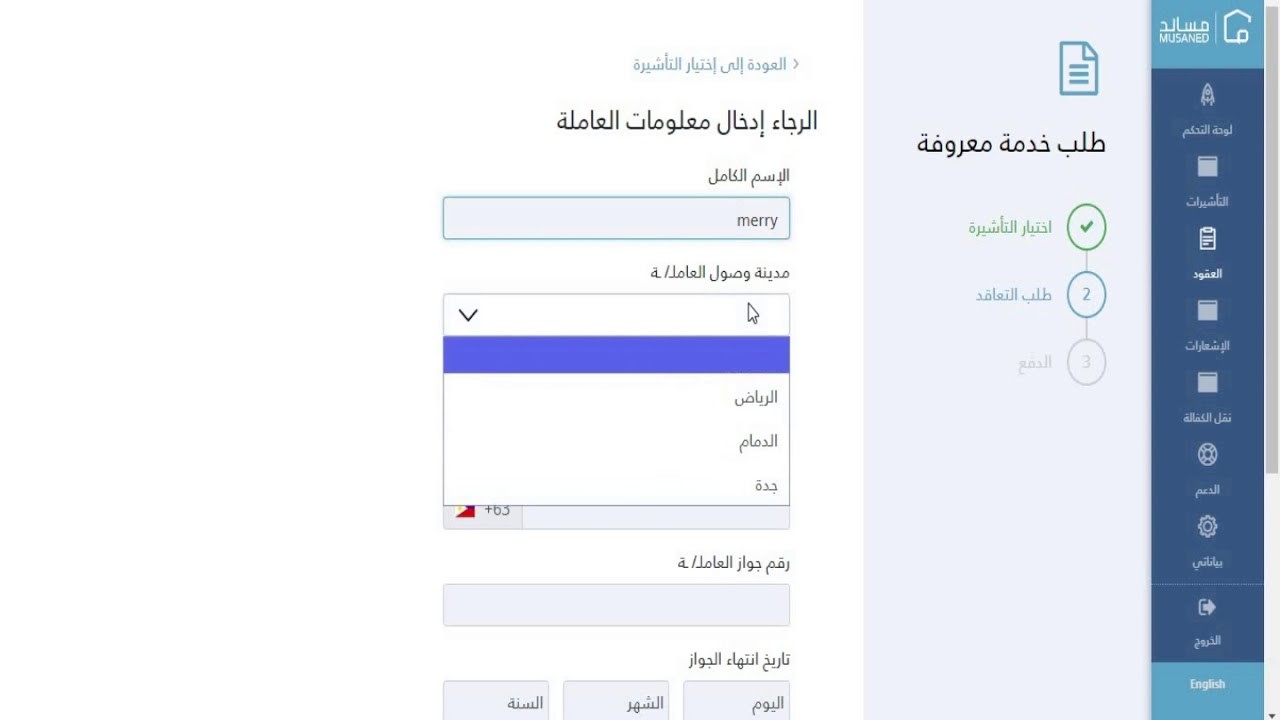 مساند
MUSANED
لوحة التحكم
التأشيرات
العقود
الإشعارات
نقل الكفالة
الدعم
بياناتي
الخروج
English
طلب خدمة معروفة
اختيار التأشيرة
2 طلب التعاقد
3 الدفع
العودة إلى إختيار التأشيرة
الرجاء إدخال معلومات العاملة
الإسم الكامل
merry
مدينة وصول العامل/ـة
الرياض
الدمام
جدة
+63
رقم جواز العامل/ـة
تاريخ انتهاء الجواز
اليوم الشهر السنة